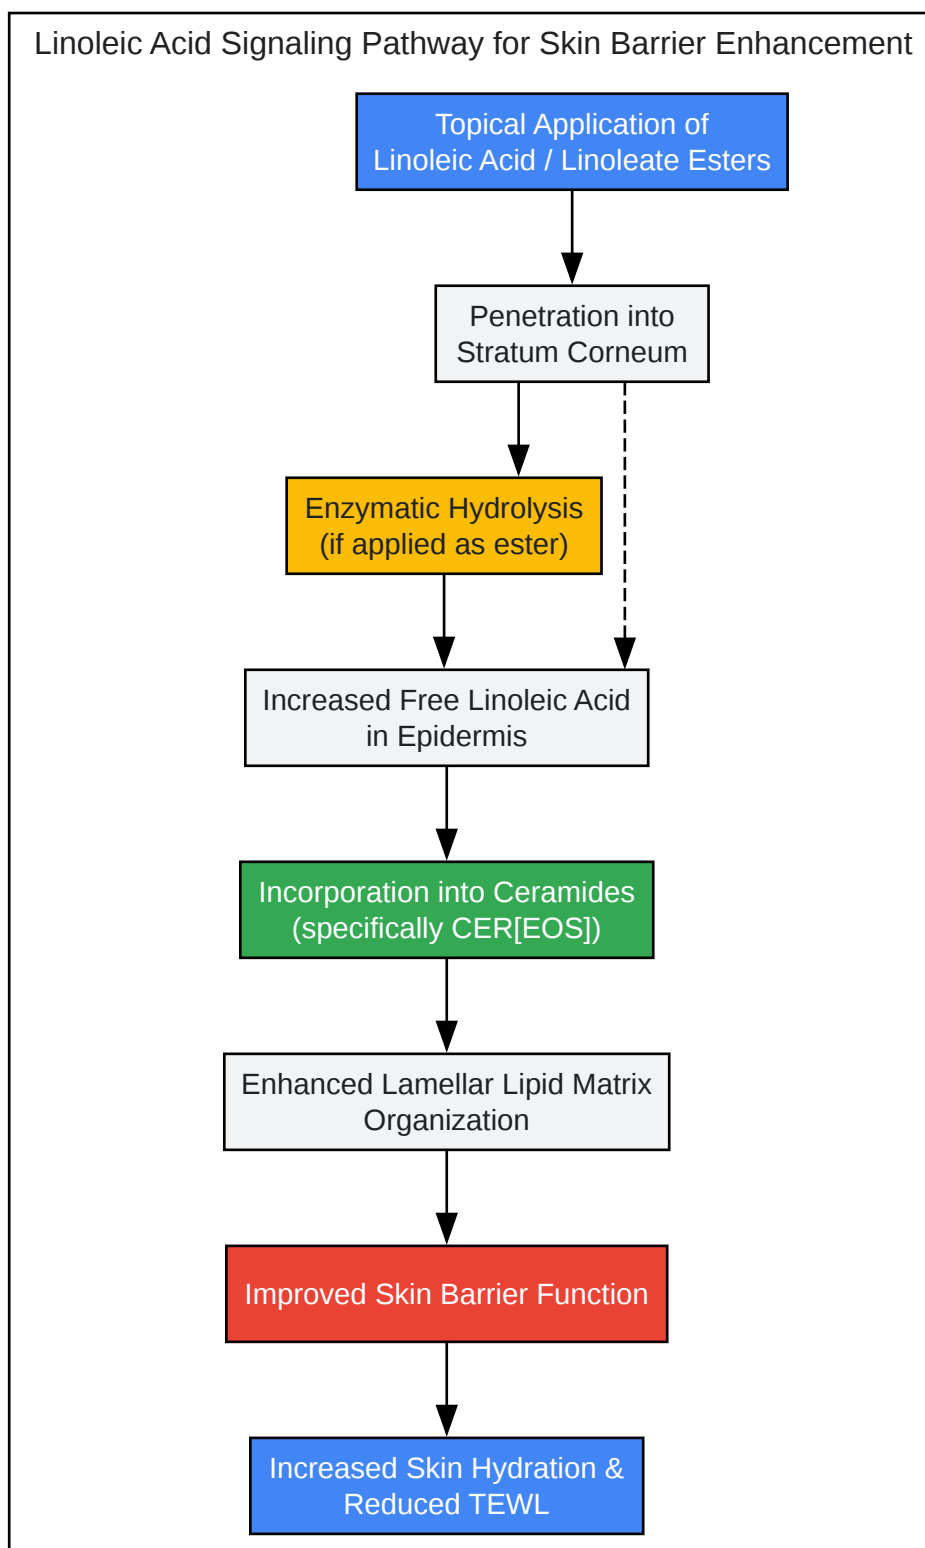 Linoleic Acid Signaling Pathway for Skin Barrier Enhancement
Topical Application of
Linoleic Acid / Linoleate Esters
Penetration into
Stratum Corneum
Enzymatic Hydrolysis
(if applied as ester)
Increased Free Linoleic Acid
in Epidermis
Incorporation into Ceramides
(specifically CER[EOS])
Enhanced Lamellar Lipid Matrix
Organization
Improved Skin Barrier Function
Increased Skin Hydration &
Reduced TEWL